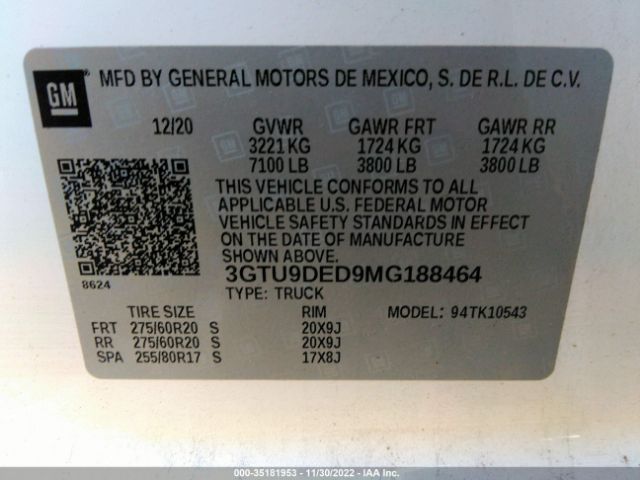 GM
MFD BY GENERAL MOTORS DE MEXICO, S. DE R.L. DE C.V.
12/20 GVWR GAWR FRT GAWR RR
3221 KG 1724 KG 1724 KG
7100 LB 3800 LB 3800 LB
THIS VEHICLE CONFORMS TO ALL
APPLICABLE U.S. FEDERAL MOTOR
VEHICLE SAFETY STANDARDS IN EFFECT
ON THE DATE OF MANUFACTURE
SHOWN ABOVE.
8624
3GTU9DED9MG188464
TYPE: TRUCK
TIRE SIZE RIM MODEL: 94TK10543
FRT 275/60R20 S 20X9J
RR 275/60R20 S 20X9J
SPA 255/80R17 S 17X8J
000-35181953 - 11/30/2022 - IAA Inc.